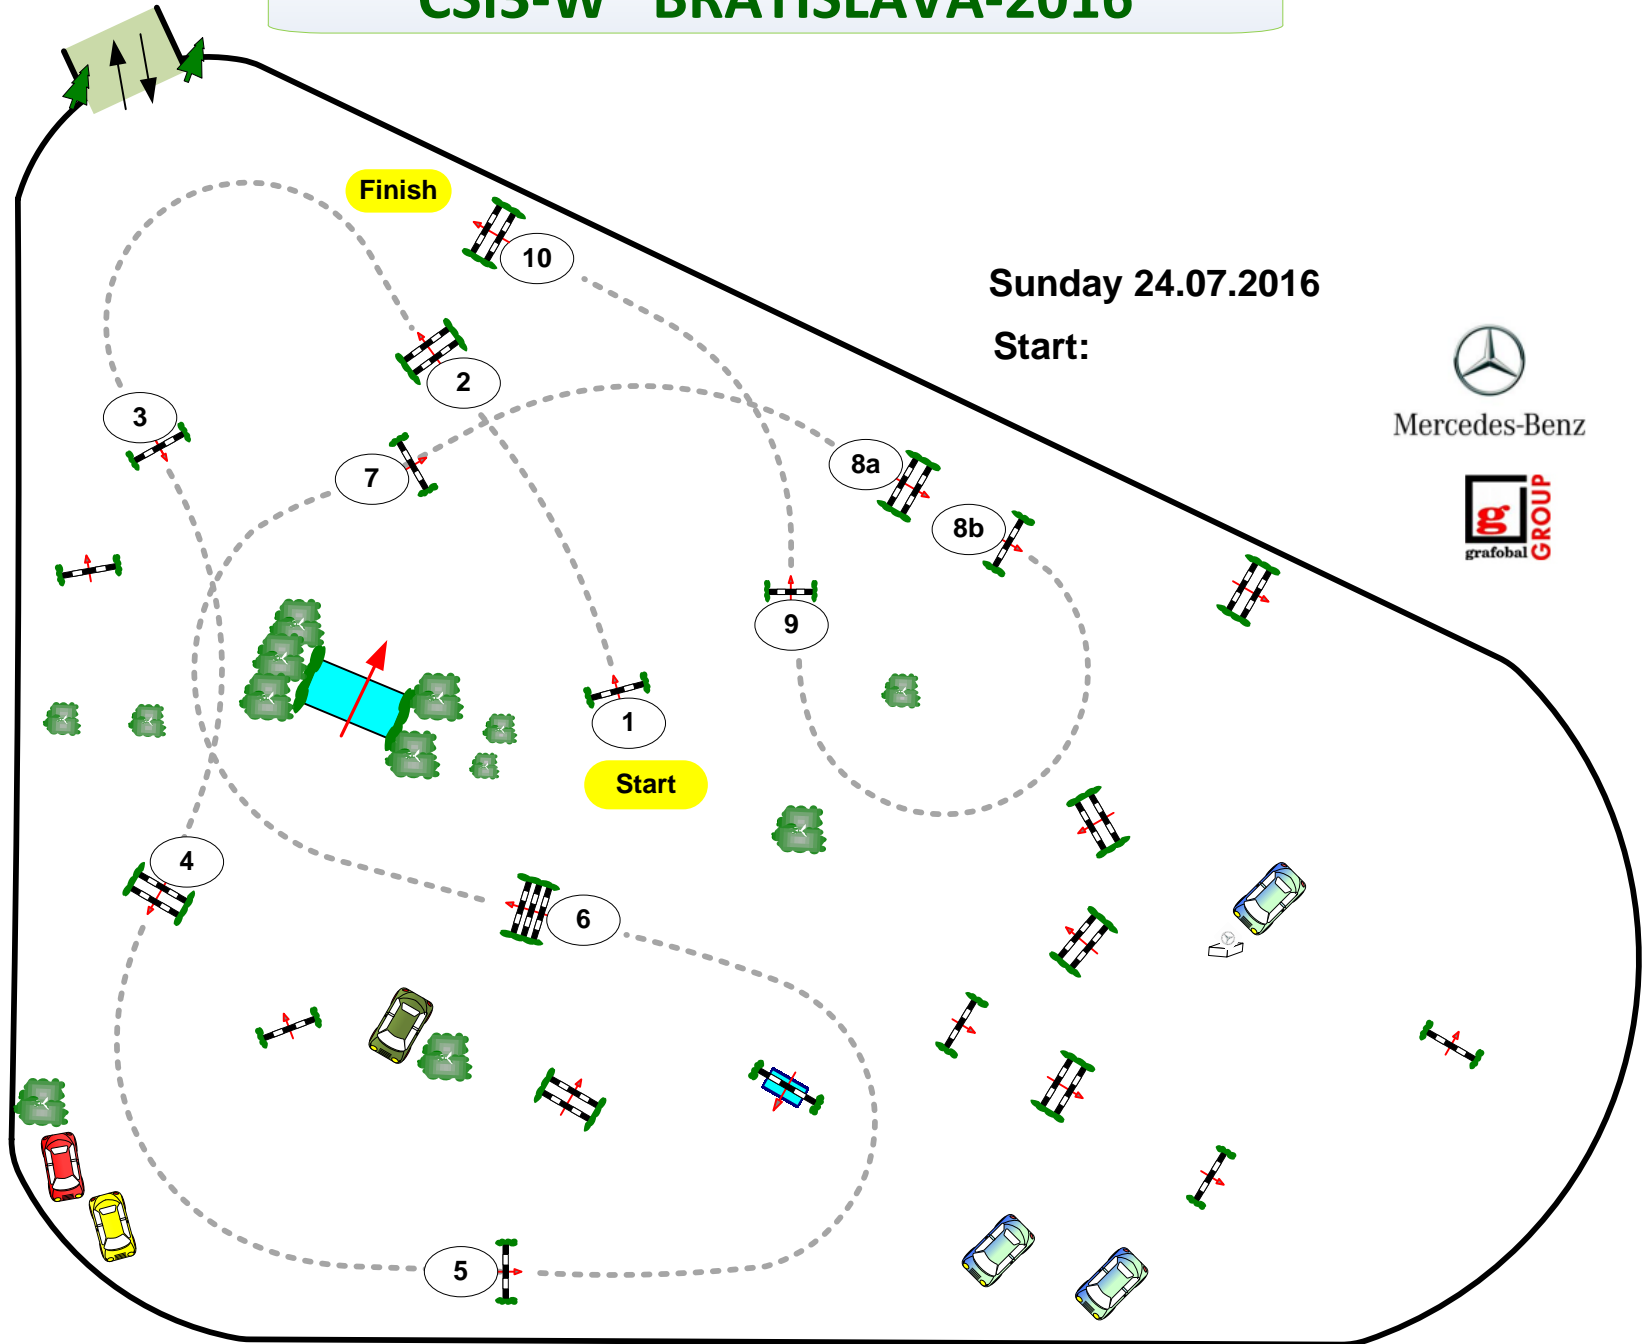 CSIS-W BRATISLAVA-2016
Finish
10
Sunday 24.07.2016
Start:
2
Mercedes-Benz
3
7
8a
8b
g
GROUP
grafobal
9
1
Start
4
6
5